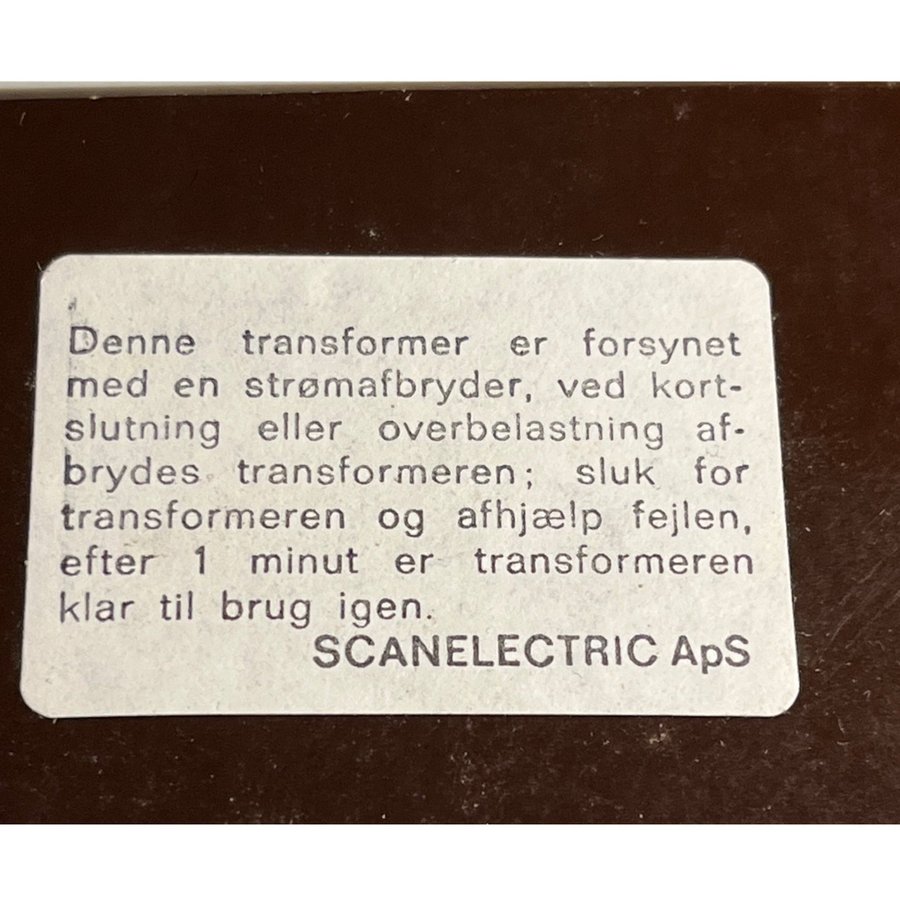 Denne transformer er forsynet
med en strømafbryder, ved kort-
slutning eller overbelastning af-
brydes transformeren; sluk for
transformeren og afhjælp fejlen,
efter 1 minut er transformeren
klar til brug igen.
SCANELECTRIC ApS